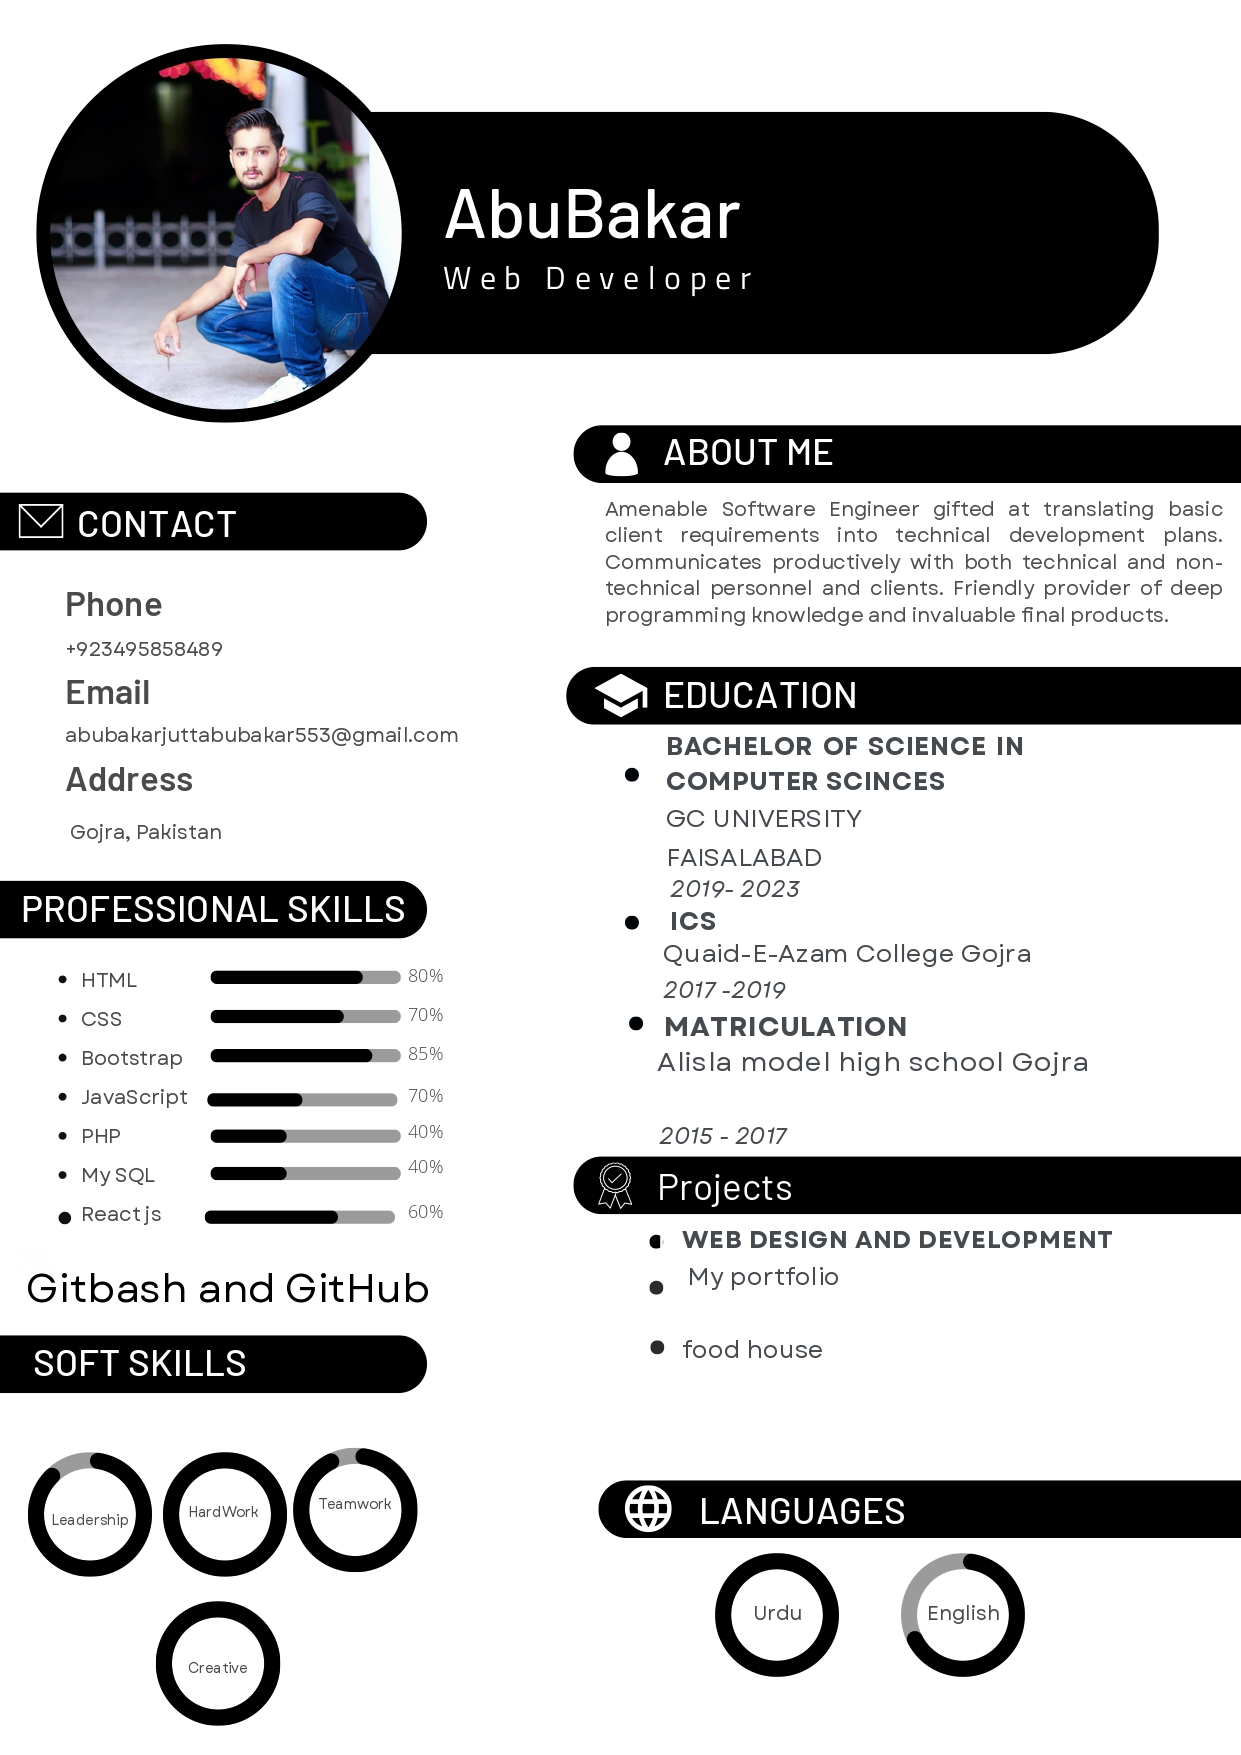 AbuBakar
Web Developer
CONTACT
Phone
+923495858489
Email
abubakarjuttabubakar553@gmail.com
Address
Gojra, Pakistan
PROFESSIONAL SKILLS
HTML 80%
CSS 70%
Bootstrap 85%
JavaScript 70%
PHP 40%
My SQL 40%
React js 60%
Gitbash and GitHub
SOFT SKILLS
Leadership
HardWork
Teamwork
Creative
ABOUT ME
Amenable Software Engineer gifted at translating basic
client requirements into technical development plans.
Communicates productively with both technical and non-
technical personnel and clients. Friendly provider of deep
programming knowledge and invaluable final products.
EDUCATION
BACHELOR OF SCIENCE IN
COMPUTER SCINCES
GC UNIVERSITY
FAISALABAD
2019- 2023
ICS
Quaid-E-Azam College Gojra
2017 -2019
MATRICULATION
Alisla model high school Gojra
2015 - 2017
Projects
WEB DESIGN AND DEVELOPMENT
My portfolio
food house
LANGUAGES
Urdu
English